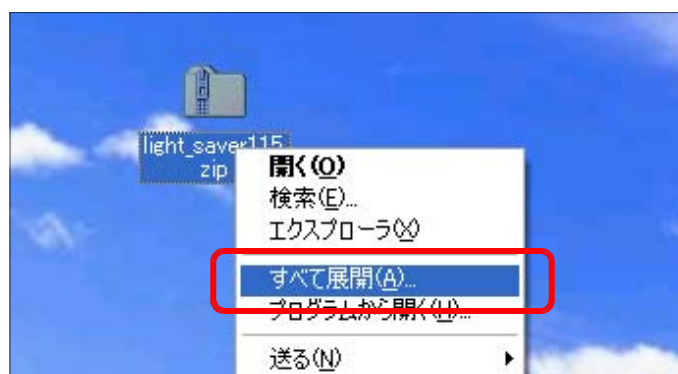 light_saver115.
zip
開く(O)
検索(E)...
エクスプローラ(X)
すべて展開(A)...
プログラムから開く(H)...
送る(N)